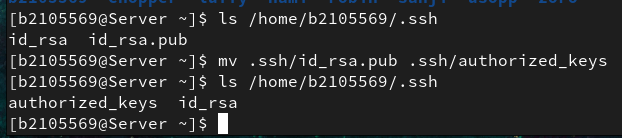 [b2105569@Server ~]$ ls /home/b2105569/.ssh
id_rsa  id_rsa.pub
[b2105569@Server ~]$ mv .ssh/id_rsa.pub .ssh/authorized_keys
[b2105569@Server ~]$ ls /home/b2105569/.ssh
authorized_keys  id_rsa
[b2105569@Server ~]$